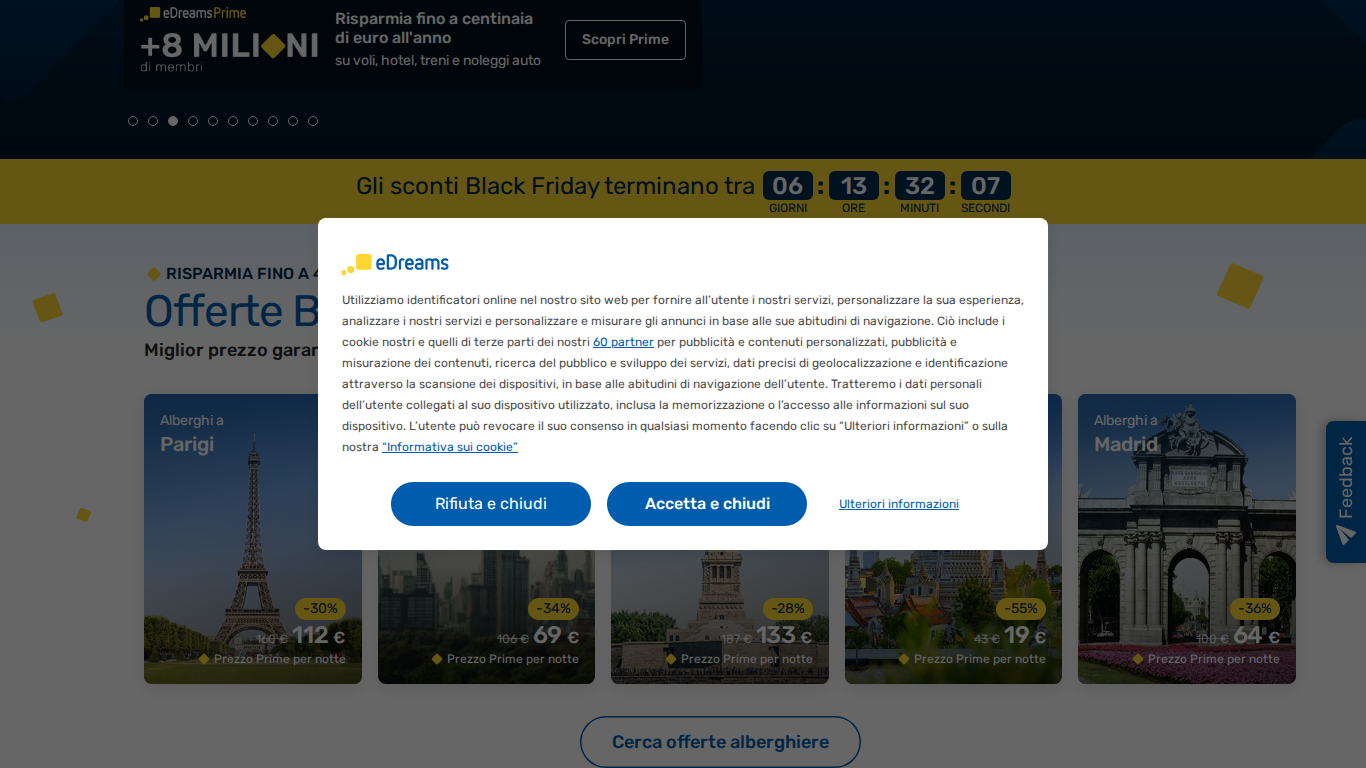 eDreams Prime
+8 MILIONI
di membri
Risparmia fino a centinaia
di euro all'anno
su voli, hotel, treni e noleggi auto
Scopri Prime
Gli sconti Black Friday terminano tra
06 : 13 : 32 : 07
GIORNI ORE MINUTI SECONDI
RISPARMIA FINO A
Offerte
Miglior prezzo
eDreams
Utilizziamo identificatori online nel nostro sito web per fornire all’utente i nostri servizi, personalizzare la sua esperienza,
analizzare i nostri servizi e personalizzare e misurare gli annunci in base alle sue abitudini di navigazione. Ciò include i
cookie nostri e quelli di terze parti dei nostri 60 partner per pubblicità e contenuti personalizzati, pubblicità e
misurazione dei contenuti, ricerca del pubblico e sviluppo dei servizi, dati precisi di geolocalizzazione e identificazione
attraverso la scansione dei dispositivi, in base alle abitudini di navigazione dell’utente. Tratteremo i dati personali
dell’utente collegati al suo dispositivo utilizzato, inclusa la memorizzazione o l’accesso alle informazioni sul suo
dispositivo. L’utente può revocare il suo consenso in qualsiasi momento facendo clic su “Ulteriori informazioni” o sulla
nostra “Informativa sui cookie”
Rifiuta e chiudi
Accetta e chiudi
Ulteriori informazioni
Alberghi a
Parigi
-30%
160 € 112 €
Prezzo Prime per notte
-34%
106 € 69 €
Prezzo Prime per notte
-28%
187 € 133 €
Prezzo Prime per notte
-55%
43 € 19 €
Prezzo Prime per notte
Alberghi a
Madrid
-36%
100 € 64 €
Prezzo Prime per notte
Feedback
Cerca offerte alberghiere